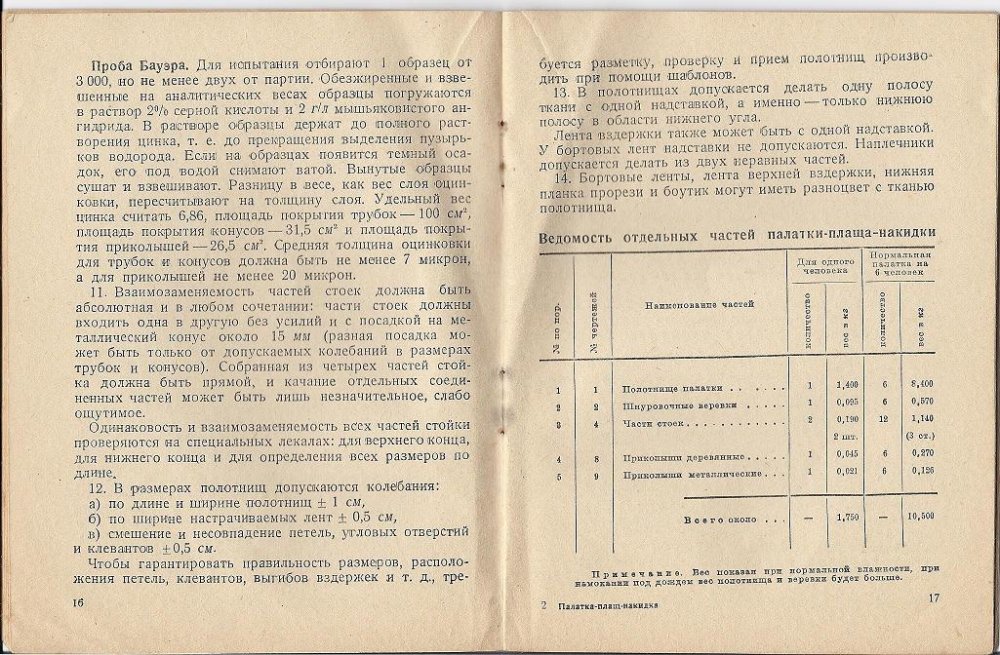 Проба Бауэра. Для испытания отбирают 1 образец от
3 000, но не менее двух от партии. Обезжиренные и взве-
шенные на аналитических весах образцы погружаются
в раствор 2% серной кислоты и 2 г/л мышьяковистого ан-
гидрида. В растворе образцы держат до полного раст-
ворения цинка, т. е. до прекращения выделения пузырь-
ков водорода. Если на образцах появится темный оса-
док, его под водой снимают ватой. Вынутые образцы
сушат и взвешивают. Разницу в весе, как вес слоя оцин-
ковки, пересчитывают на толщину слоя. Удельный вес
цинка считать 6,86, площадь покрытия трубок — 100 см²,
площадь покрытия конусов — 31,5 см² и площадь покры-
тия приколышей — 26,5 см². Средняя толщина оцинковки
для трубок и конусов должна быть не менее 7 микрон,
а для приколышей не менее 20 микрон.
11. Взаимозаменяемость частей стоек должна быть
абсолютная и в любом сочетании: части стоек должны
входить одна в другую без усилий и с посадкой на ме-
таллический конус около 15 мм (разная посадка мо-
жет быть только от допускаемых колебаний в размерах
трубок и конусов). Собранная из четырех частей стой-
ка должна быть прямой, и качание отдельных соеди-
ненных частей может быть лишь незначительное, слабо
ощутимое.
Одинаковость и взаимозаменяемость всех частей стойки
проверяются на специальных лекалах: для верхнего конца,
для нижнего конца и для определения всех размеров по
длине.
12. В размерах полотнищ допускаются колебания:
а) по длине и ширине полотнищ ± 1 см,
б) по ширине настрачиваемых лент ± 0,5 см,
в) смешение и несовпадение петель, угловых отверстий
и клевантов ±0,5 см.
Чтобы гарантировать правильность размеров, располо-
жения петель, клевантов, выгибов вздержек и т. д., тре-
16
буется разметку, проверку и прием полотнищ произво-
дить при помощи шаблонов.
13. В полотнищах допускается делать одну полосу
ткани с одной надставкой, а именно — только нижнюю
полосу в области нижнего угла.
Лента вздержки также может быть с одной надставкой.
У бортовых лент надставки не допускаются. Наплечники
допускается делать из двух неравных частей.
14. Бортовые ленты, лента верхней вздержки, нижняя
планка прорези и боутик могут иметь разноцвет с тканью
полотнища.
Ведомость отдельных частей палатки-плаща-накидки
№ по пор. № чертежей Наименование частей Для одного человека Нормальная палатка на 6 человек
количество вес в кг количество вес в кг
1 1 Полотнище палатки . . . . . . 1 1,400 6 8,400
2 2 Шнуровочные веревки . . . . . 1 0,095 6 0,570
3 4 Части стоек . . . . . . . . . . . . 2 0,190 12 1,140
2 шт. (3 ст.)
4 8 Приколыши деревянные . . . . . 1 0,045 6 0,270
5 9 Приколыши металлические . . . 1 0,021 6 0,126
Всего около . . . — 1,750 — 10,500
Примечание. Вес показан при нормальной влажности, при
намокании под дождем вес полотнища и веревки будет больше.
2 Палатка-плащ-накидка
17